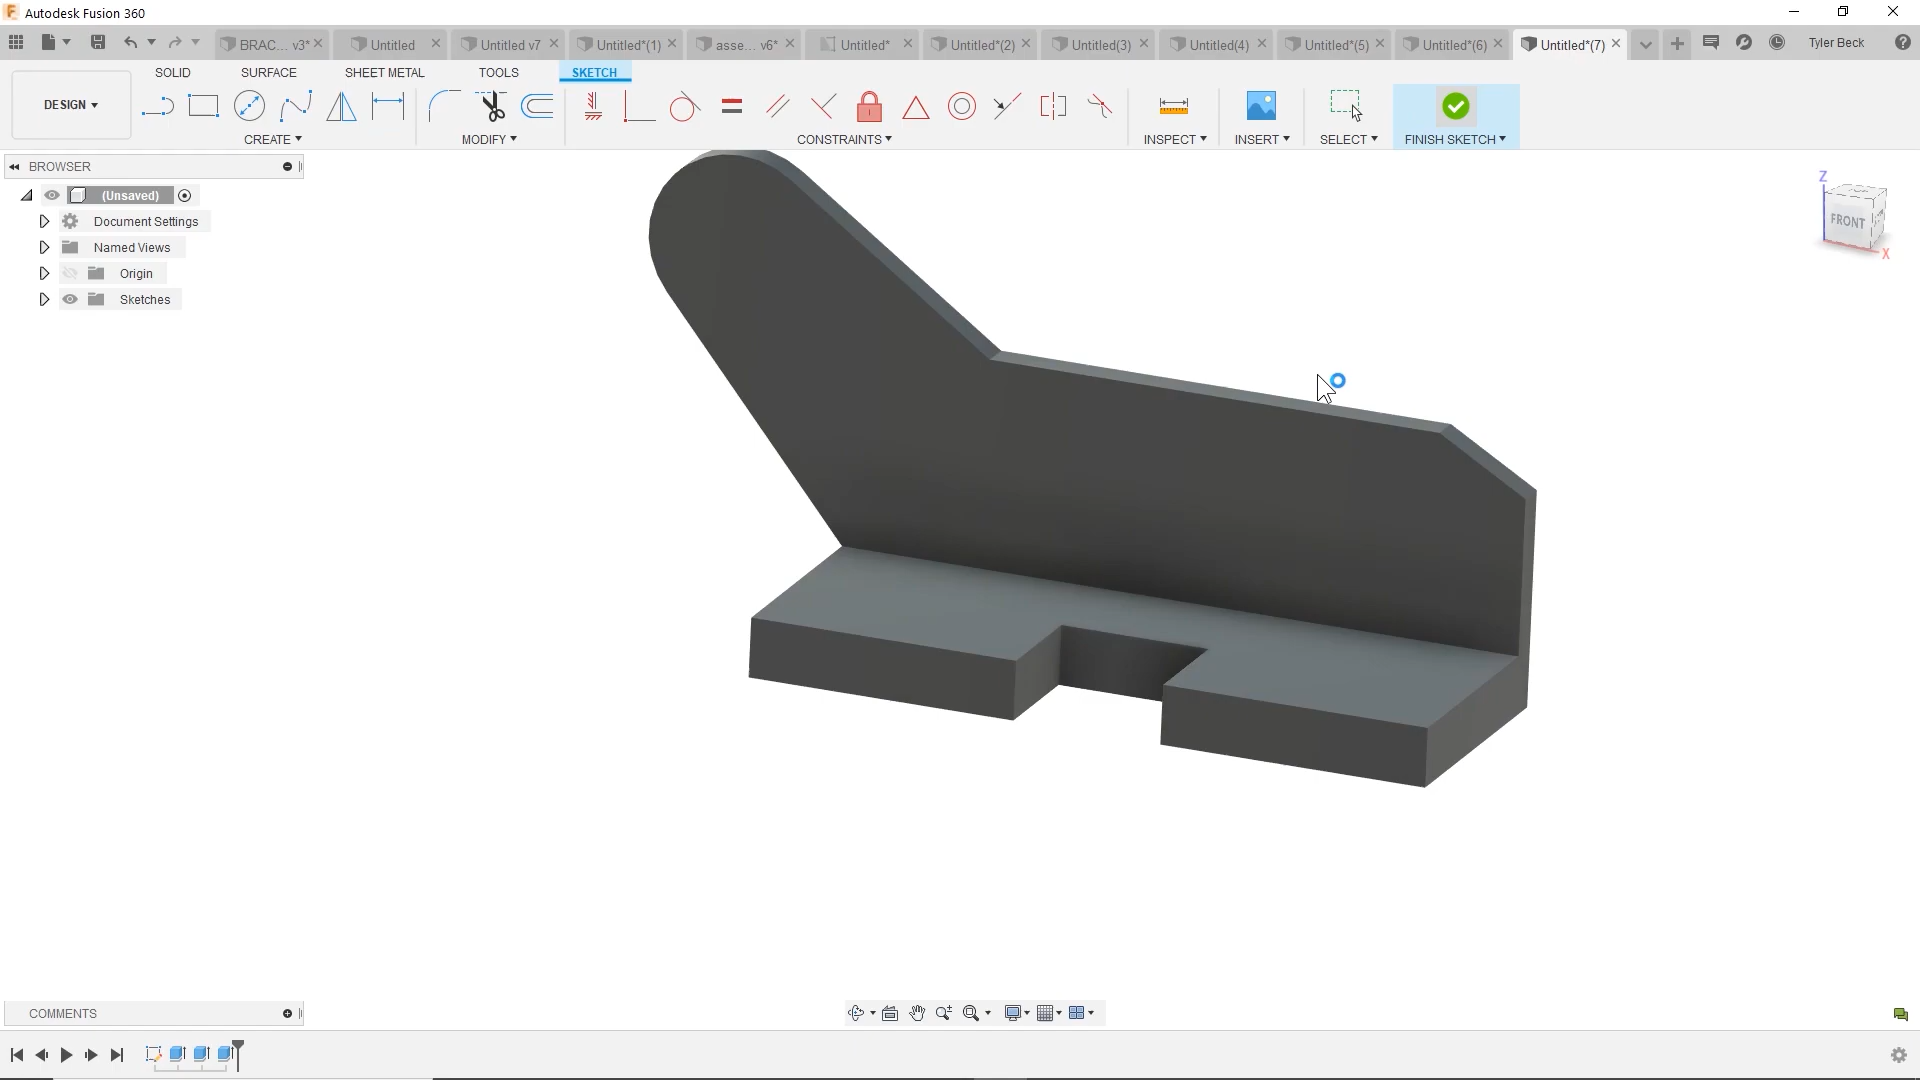 Autodesk Fusion 360
BRAC... v3*
Untitled
Untitled v7
Untitled*(1)
asse... v6*
Untitled*
Untitled*(2)
Untitled(3)
Untitled(4)
Untitled*(5)
Untitled*(6)
Untitled*(7)
Tyler Beck
SOLID
SURFACE
SHEET METAL
TOOLS
SKETCH
DESIGN
CREATE
MODIFY
CONSTRAINTS
INSPECT
INSERT
SELECT
FINISH SKETCH
BROWSER
(Unsaved)
Document Settings
Named Views
Origin
Sketches
Z
FRONT
X
COMMENTS